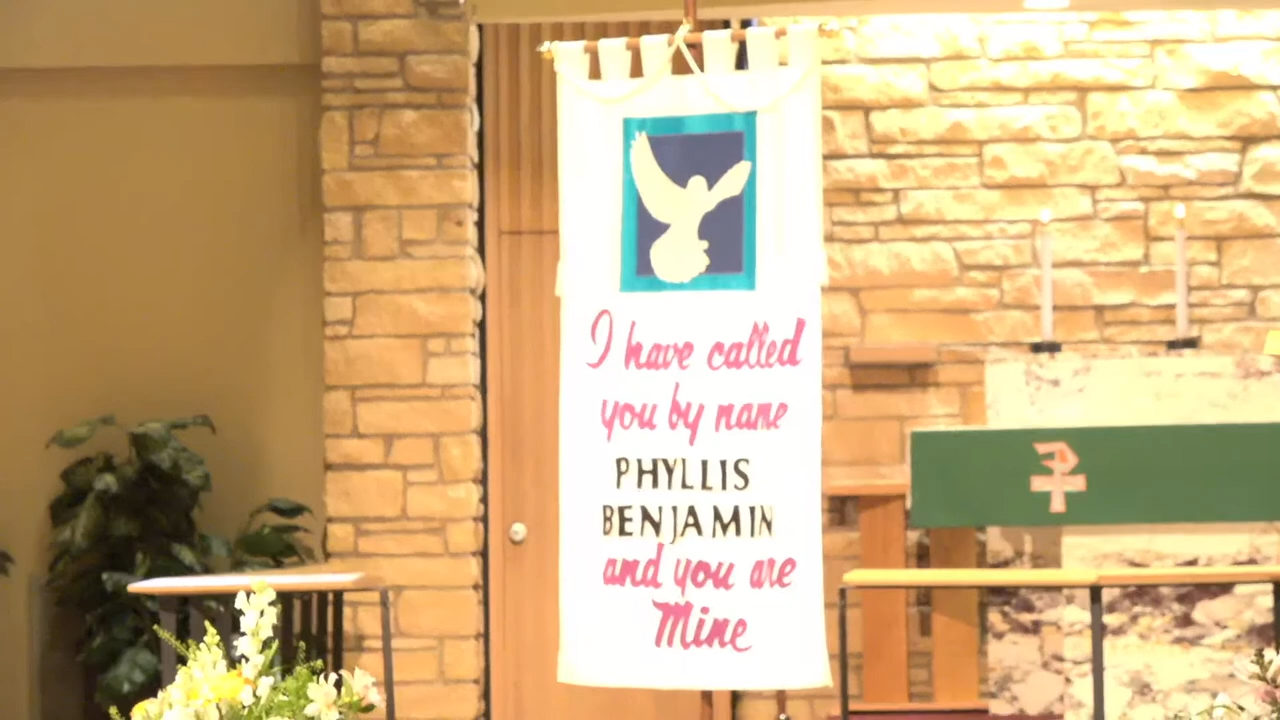 I have called
you by name
PHYLLIS
BENJAMIN
and you are
Mine